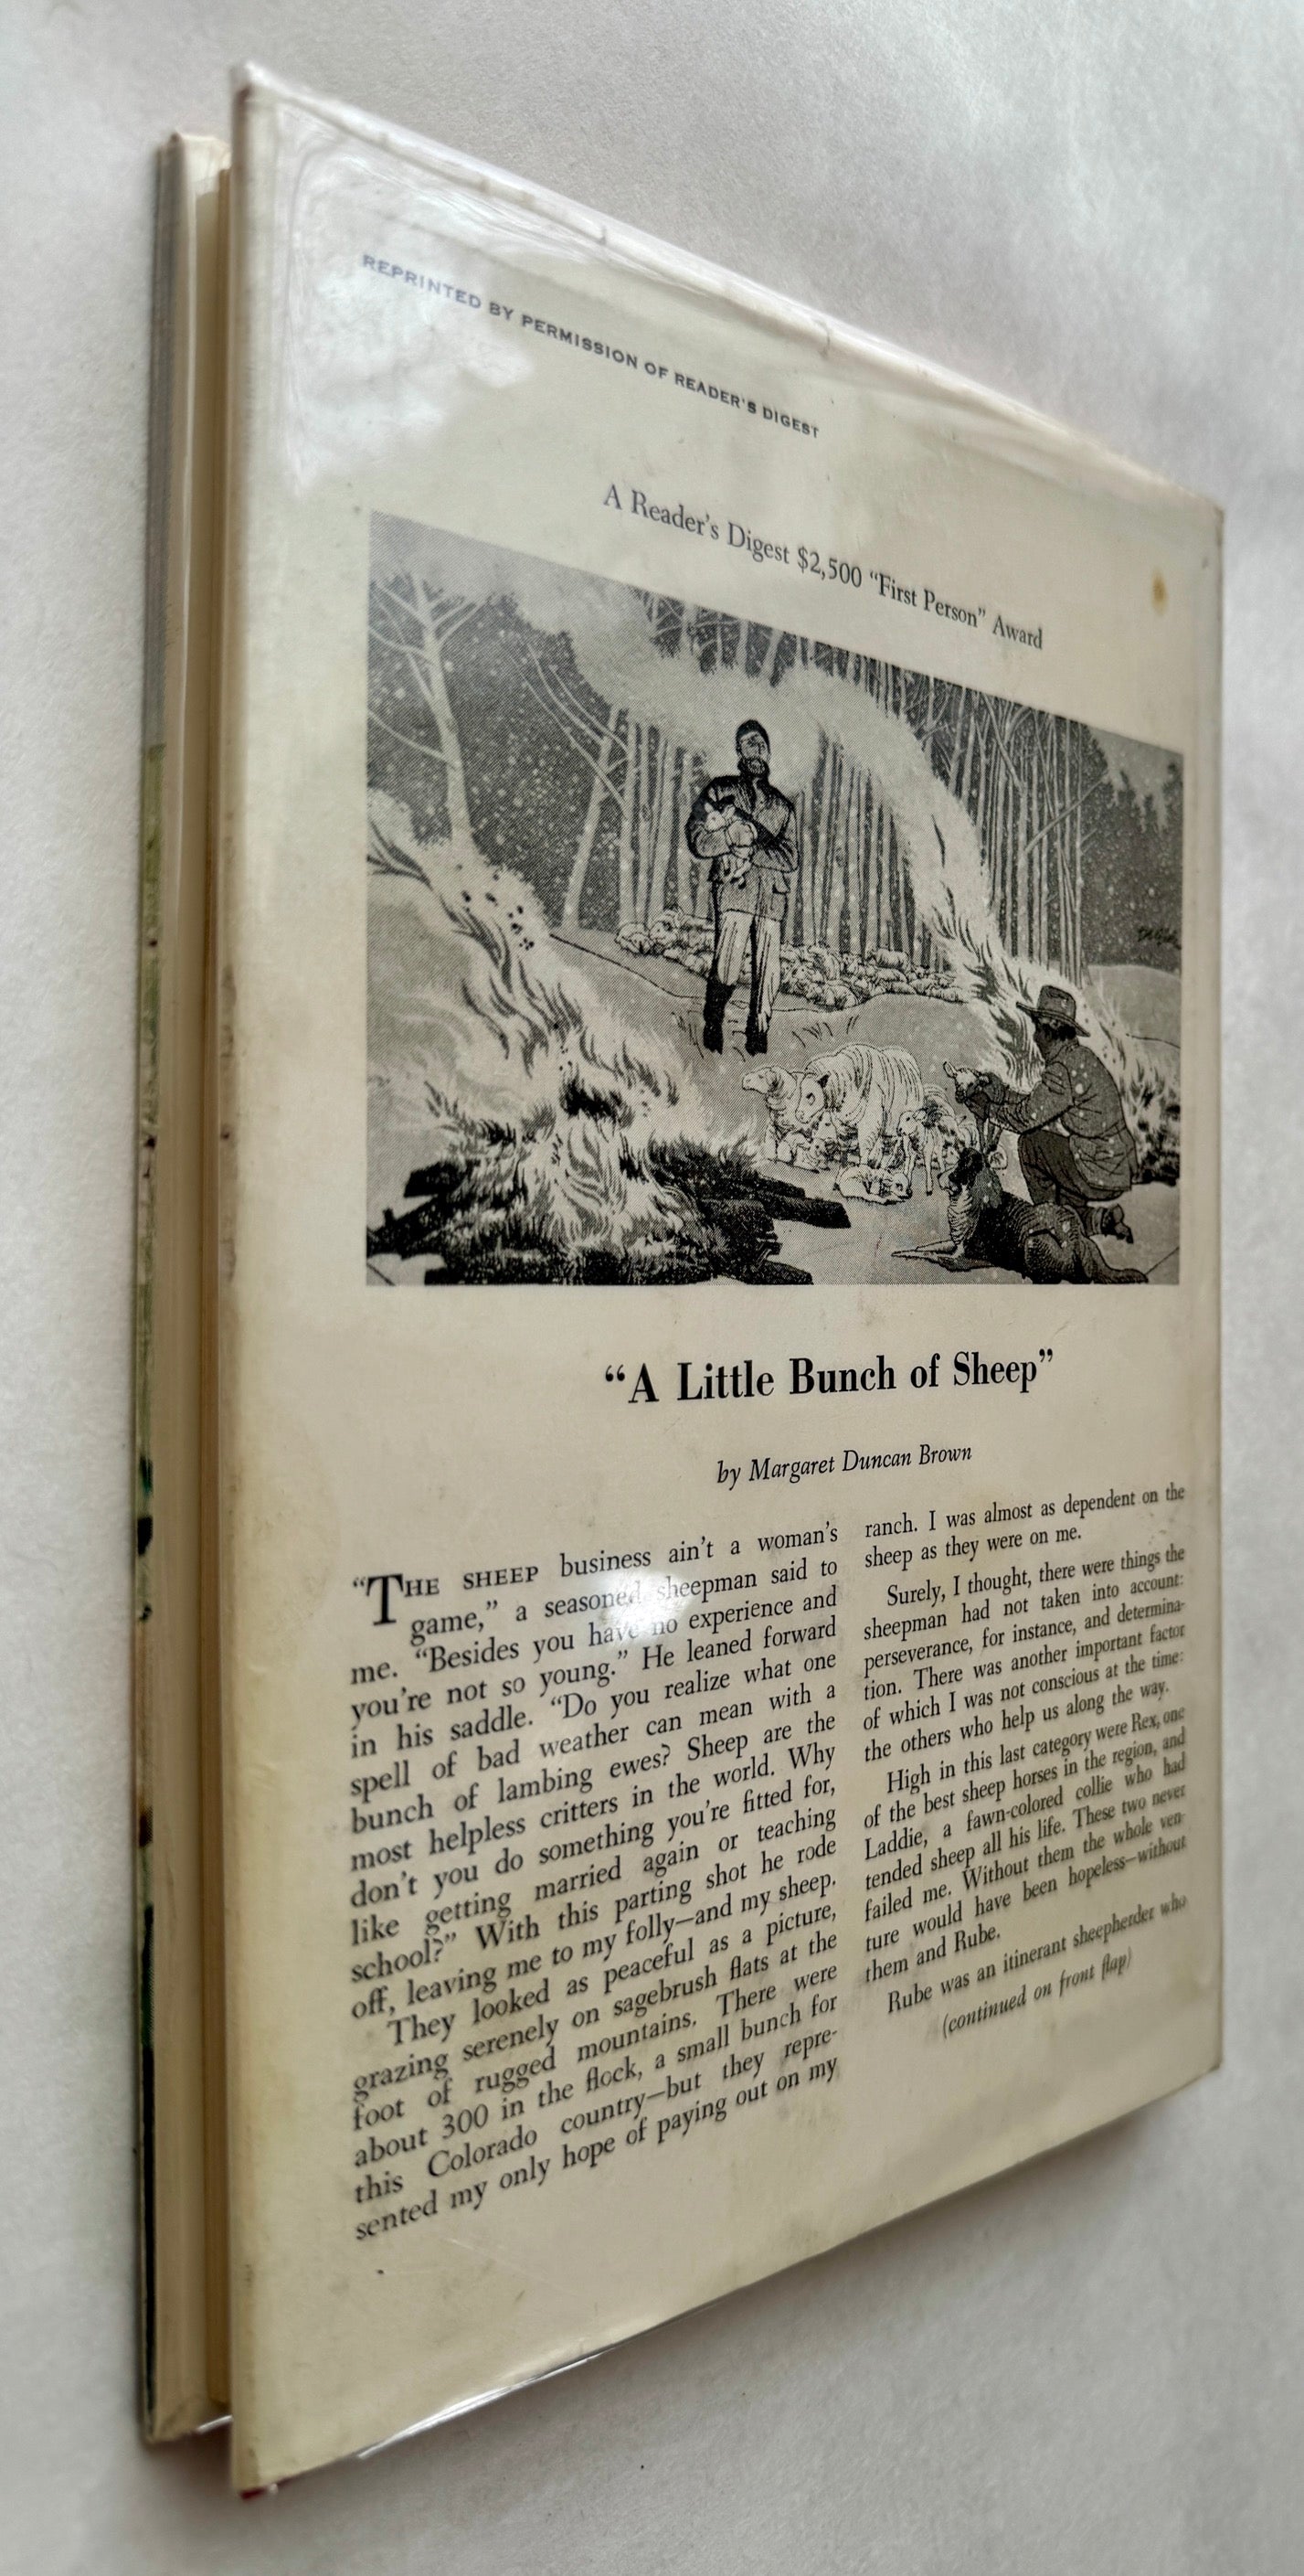 REPRINTED BY PERMISSION OF READER'S DIGEST
A Reader's Digest $2,500 “First Person” Award
“A Little Bunch of Sheep”
by Margaret Duncan Brown
“THE SHEEP business ain't a woman's
game,” a seasoned sheepman said to
me. “Besides you have no experience and
you're not so young.” He leaned forward
in his saddle. “Do you realize what one
spell of bad weather can mean with a
bunch of lambing ewes? Sheep are the
most helpless critters in the world. Why
don't you do something you're fitted for,
like getting married again or teaching
school?” With this parting shot he rode
off, leaving me to my folly—and my sheep.
They looked as peaceful as a picture,
grazing serenely on sagebrush flats at the
foot of rugged mountains. There were
about 300 in the flock, a small bunch for
this Colorado country—but they repre-
sented my only hope of paying out on my
ranch. I was almost as dependent on the
sheep as they were on me.
Surely, I thought, there were things the
sheepman had not taken into account:
perseverance, for instance, and determina-
tion. There was another important factor
of which I was not conscious at the time:
the others who help us along the way.
High in this last category were Rex, one
of the best sheep horses in the region, and
Laddie, a fawn-colored collie who had
tended sheep all his life. These two never
failed me. Without them the whole ven-
ture would have been hopeless—without
them and Rube.
Rube was an itinerant sheepherder who
(continued on front flap)